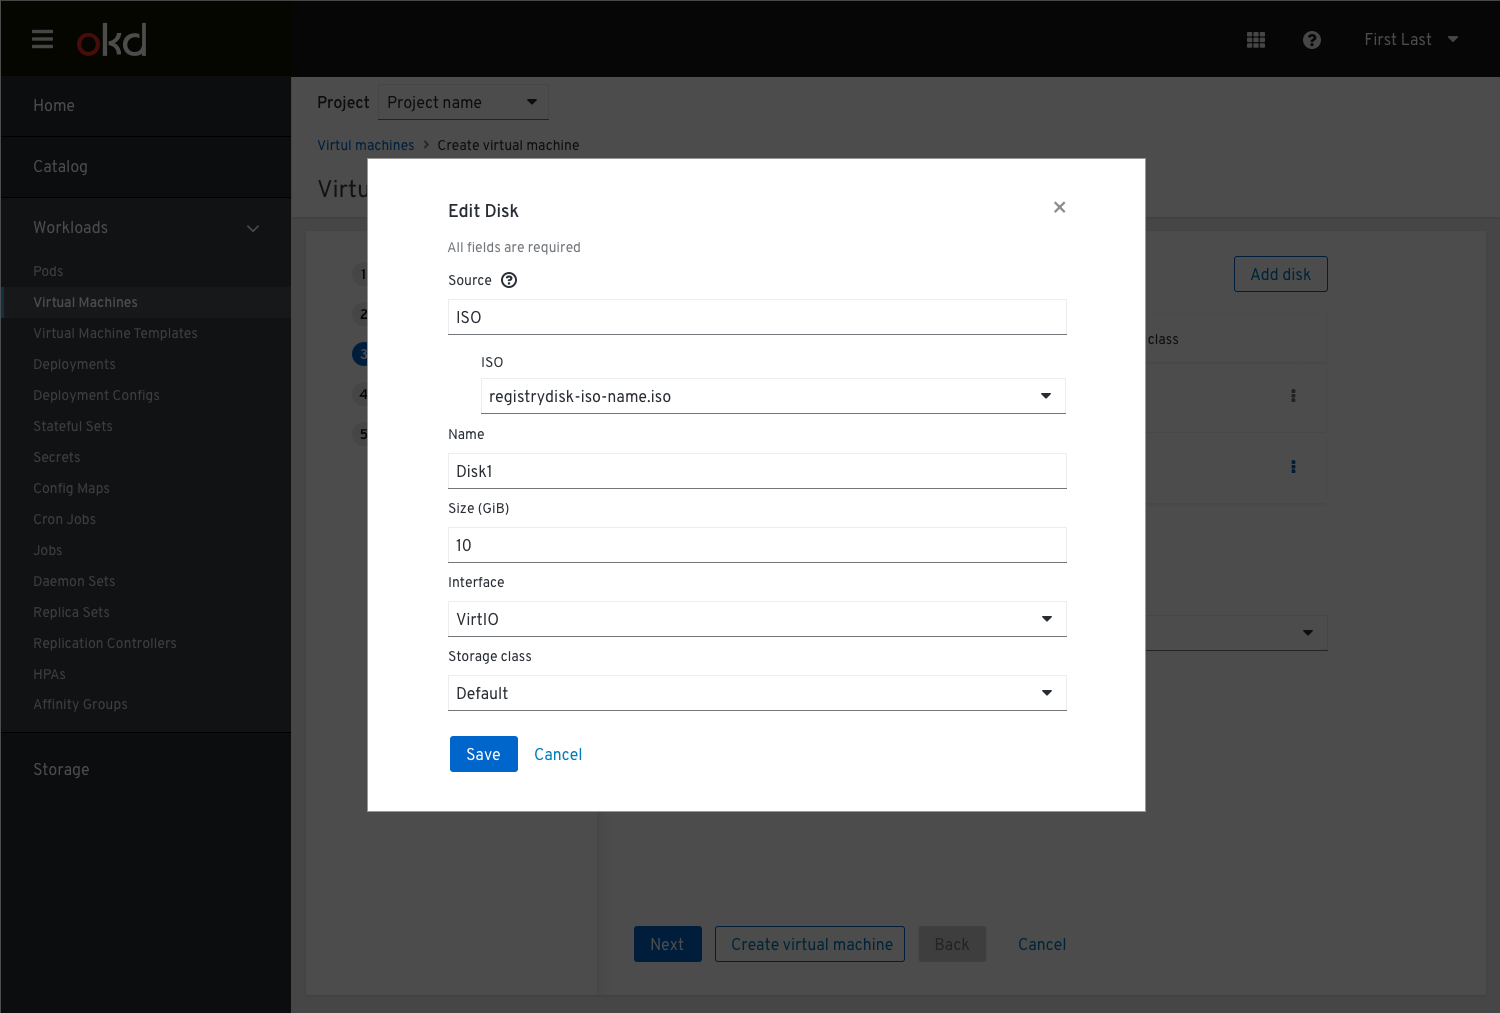 okd
First Last
Home
Catalog
Workloads
Pods
Virtual Machines
Virtual Machine Templates
Deployments
Deployment Configs
Stateful Sets
Secrets
Config Maps
Cron Jobs
Jobs
Daemon Sets
Replica Sets
Replication Controllers
HPAs
Affinity Groups
Storage
Project Project name
Virtul machines > Create virtual machine
Virtu
1
2
3
4
5
Add disk
class
Edit Disk
All fields are required
Source
ISO
ISO
registrydisk-iso-name.iso
Name
Disk1
Size (GiB)
10
Interface
VirtIO
Storage class
Default
Save Cancel
Next Create virtual machine Back Cancel